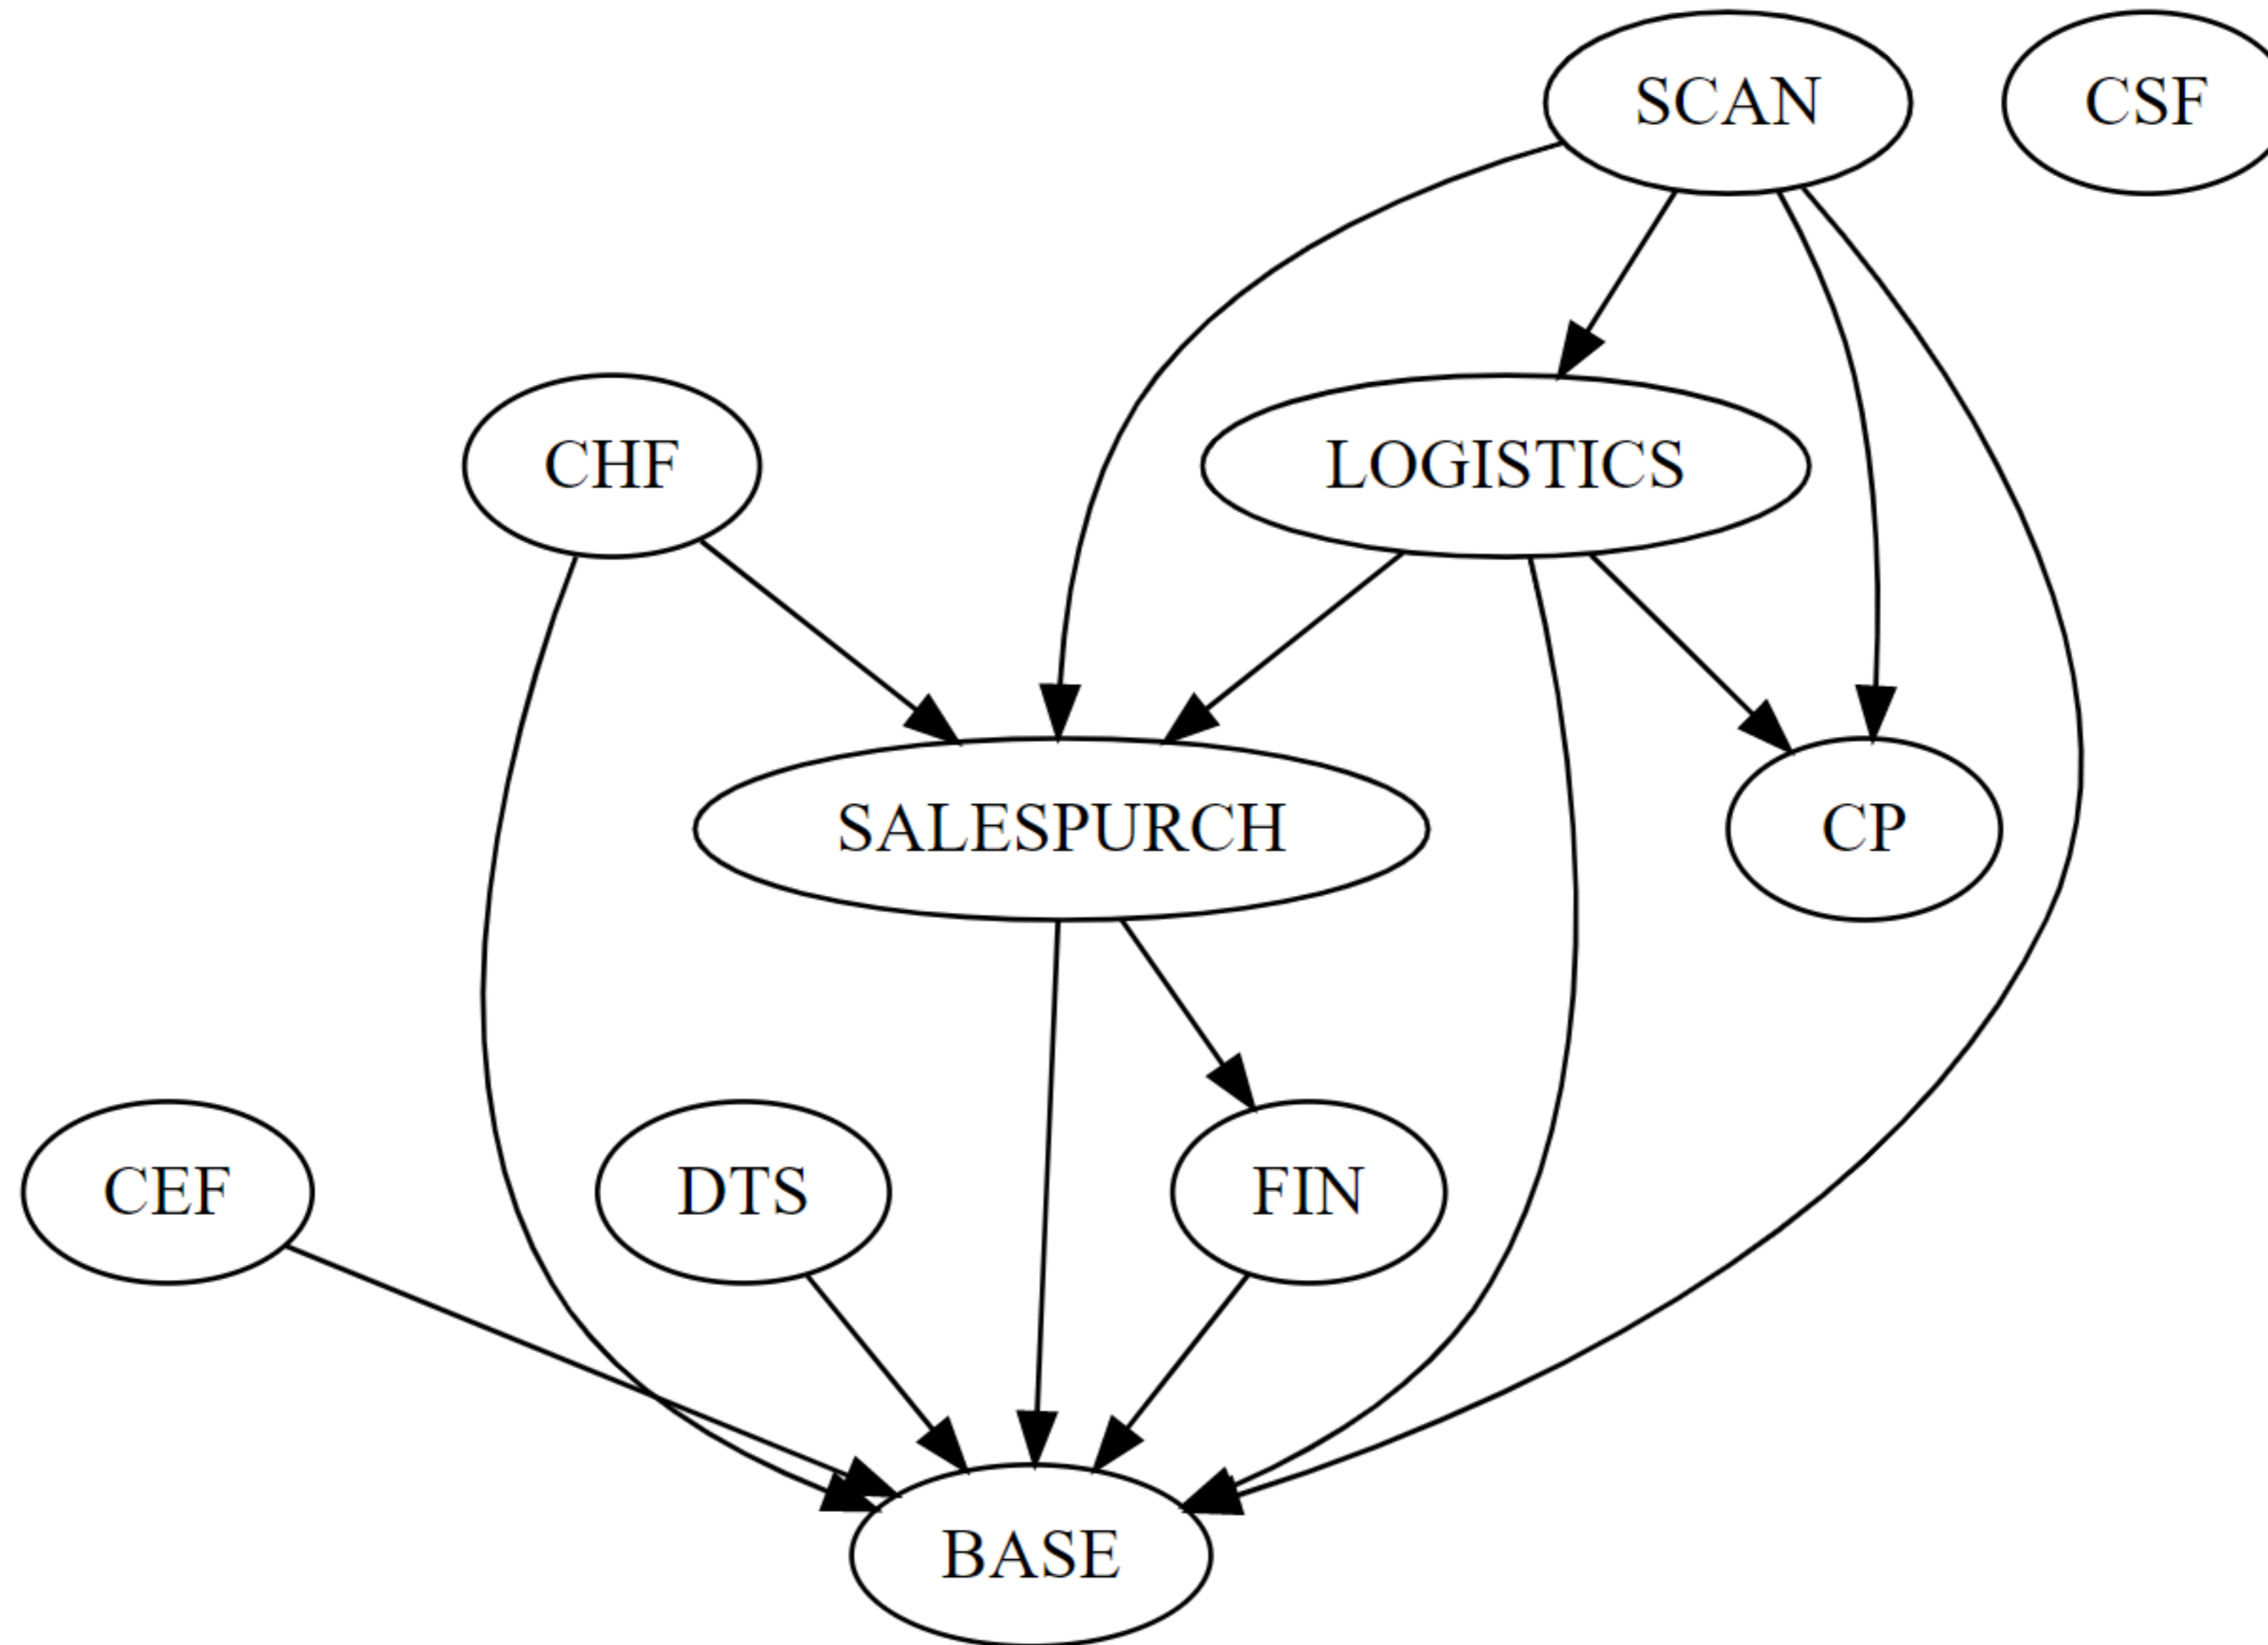 SCAN
CSF
CHF
LOGISTICS
SALESPURCH
CP
CEF
DTS
FIN
BASE